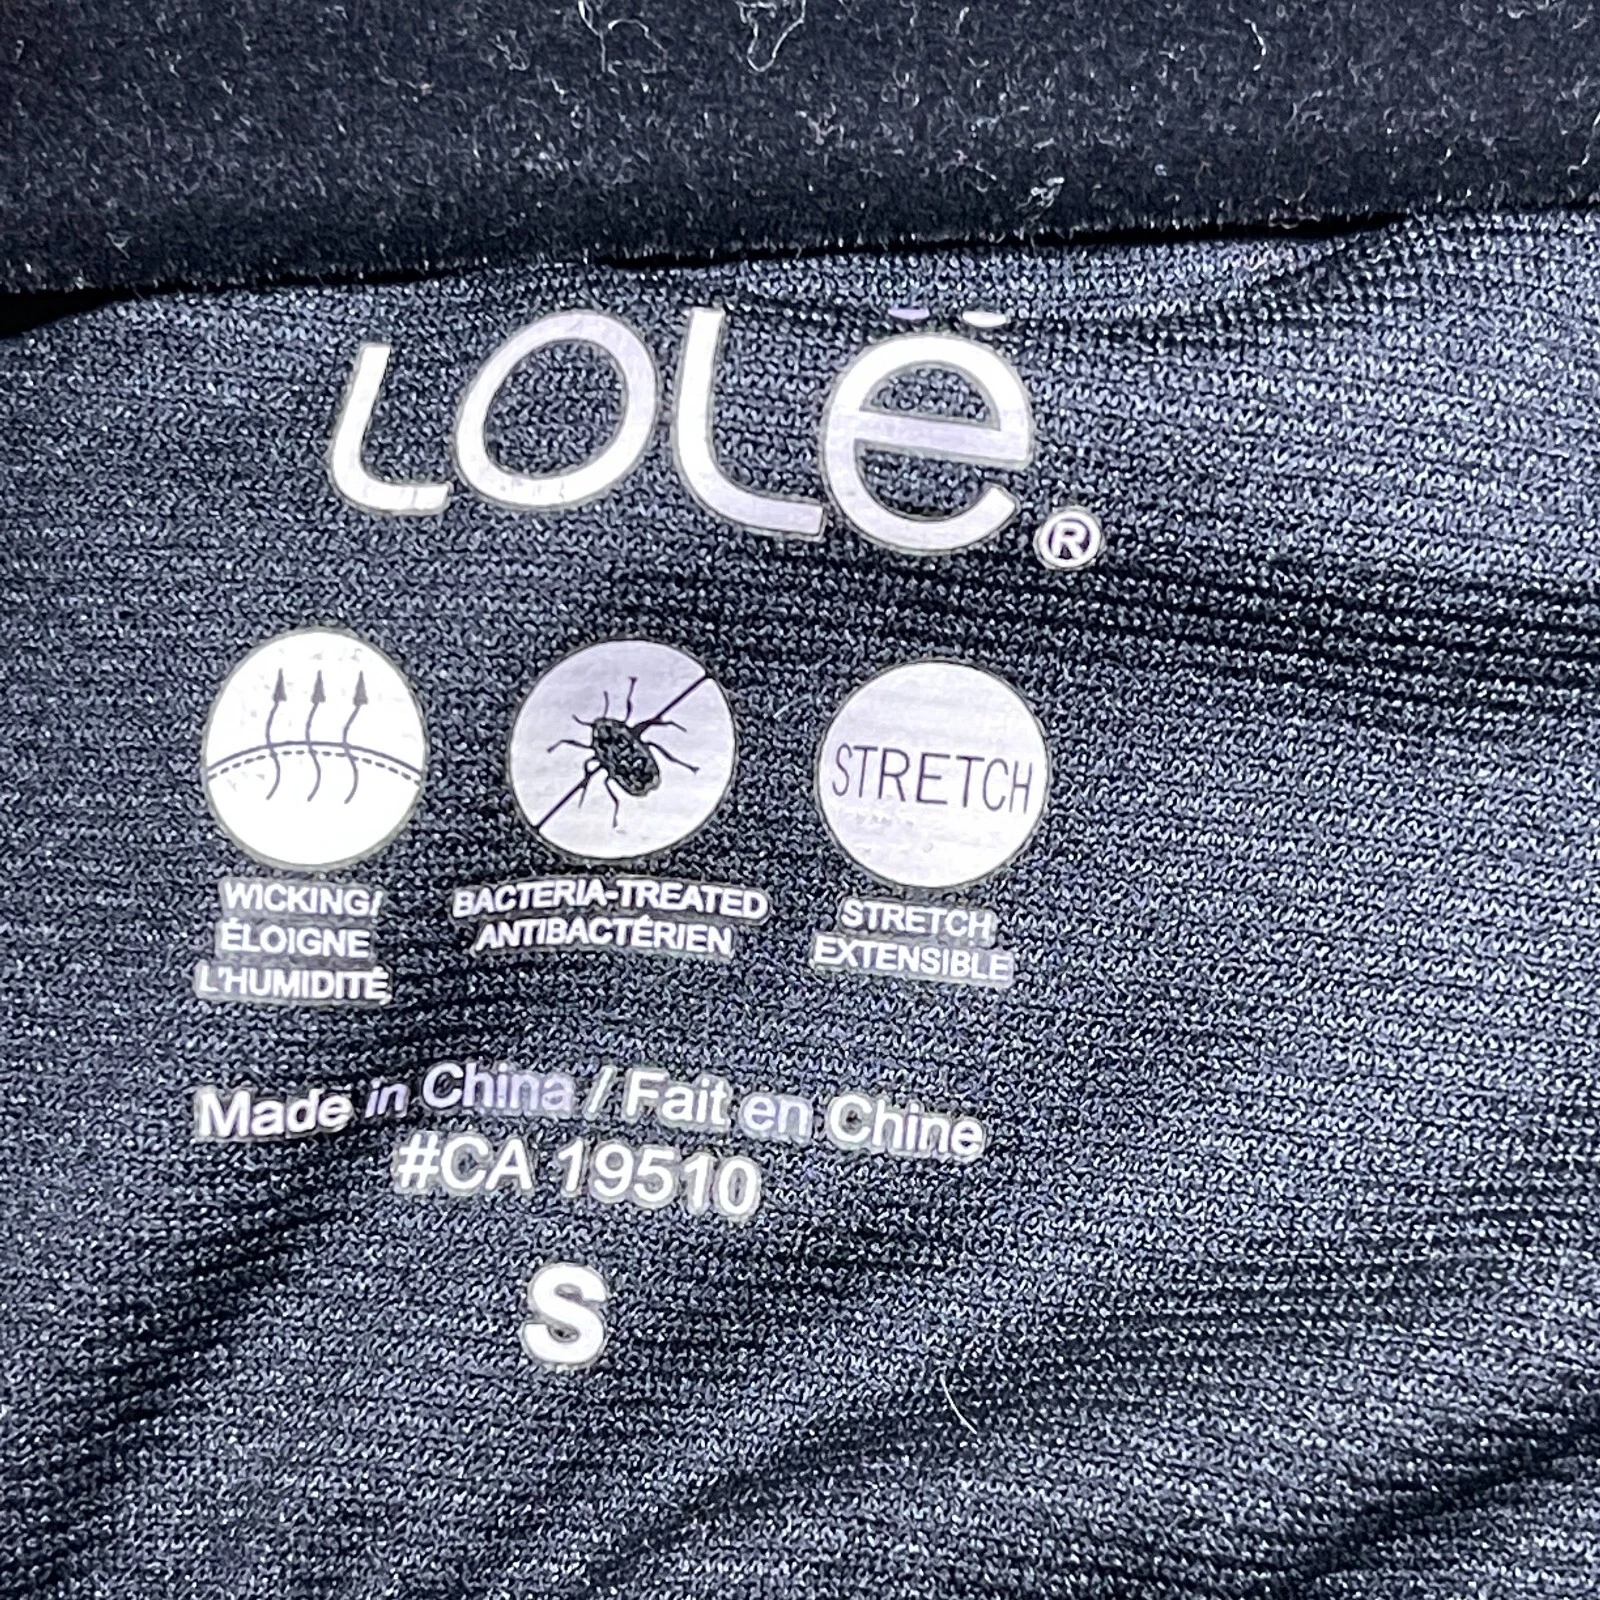 Lolë®
STRETCH
WICKING/
ÉLOIGNE
L'HUMIDITÉ
BACTERIA-TREATED
ANTIBACTÉRIEN
STRETCH
EXTENSIBLE
Made in China / Fait en Chine
#CA 19510
S